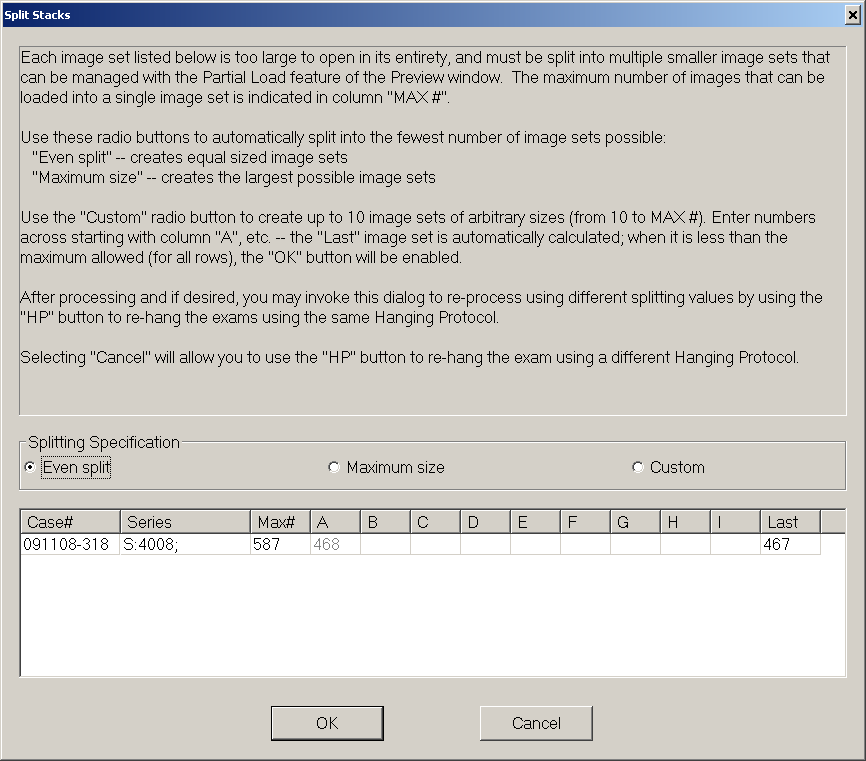 Split Stacks
Each image set listed below is too large to open in its entirety, and must be split into multiple smaller image sets that
can be managed with the Partial Load feature of the Preview window.  The maximum number of images that can be
loaded into a single image set is indicated in column "MAX #".
Use these radio buttons to automatically split into the fewest number of image sets possible:
"Even split" -- creates equal sized image sets
"Maximum size" -- creates the largest possible image sets
Use the "Custom" radio button to create up to 10 image sets of arbitrary sizes (from 10 to MAX #). Enter numbers
across starting with column "A", etc. -- the "Last" image set is automatically calculated; when it is less than the
maximum allowed (for all rows), the "OK" button will be enabled.
After processing and if desired, you may invoke this dialog to re-process using different splitting values by using the
"HP" button to re-hang the exams using the same Hanging Protocol.
Selecting "Cancel" will allow you to use the "HP" button to re-hang the exam using a different Hanging Protocol.
Splitting Specification
Even split Maximum size Custom
Case# Series Max# A B C D E F G H I Last
091108-318 S:4008; 587 468 467
OK Cancel